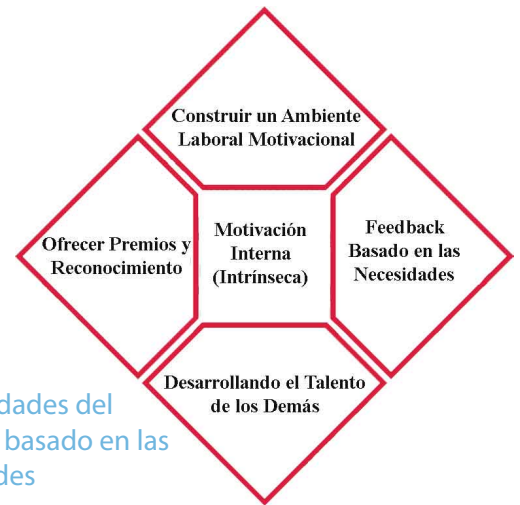 Construir un Ambiente
Laboral Motivacional
Ofrecer Premios y
Reconocimiento
Motivación
Interna
(Intrínseca)
Feedback
Basado en las
Necesidades
Desarrollando el Talento
de los Demás
dades del
basado en las
des